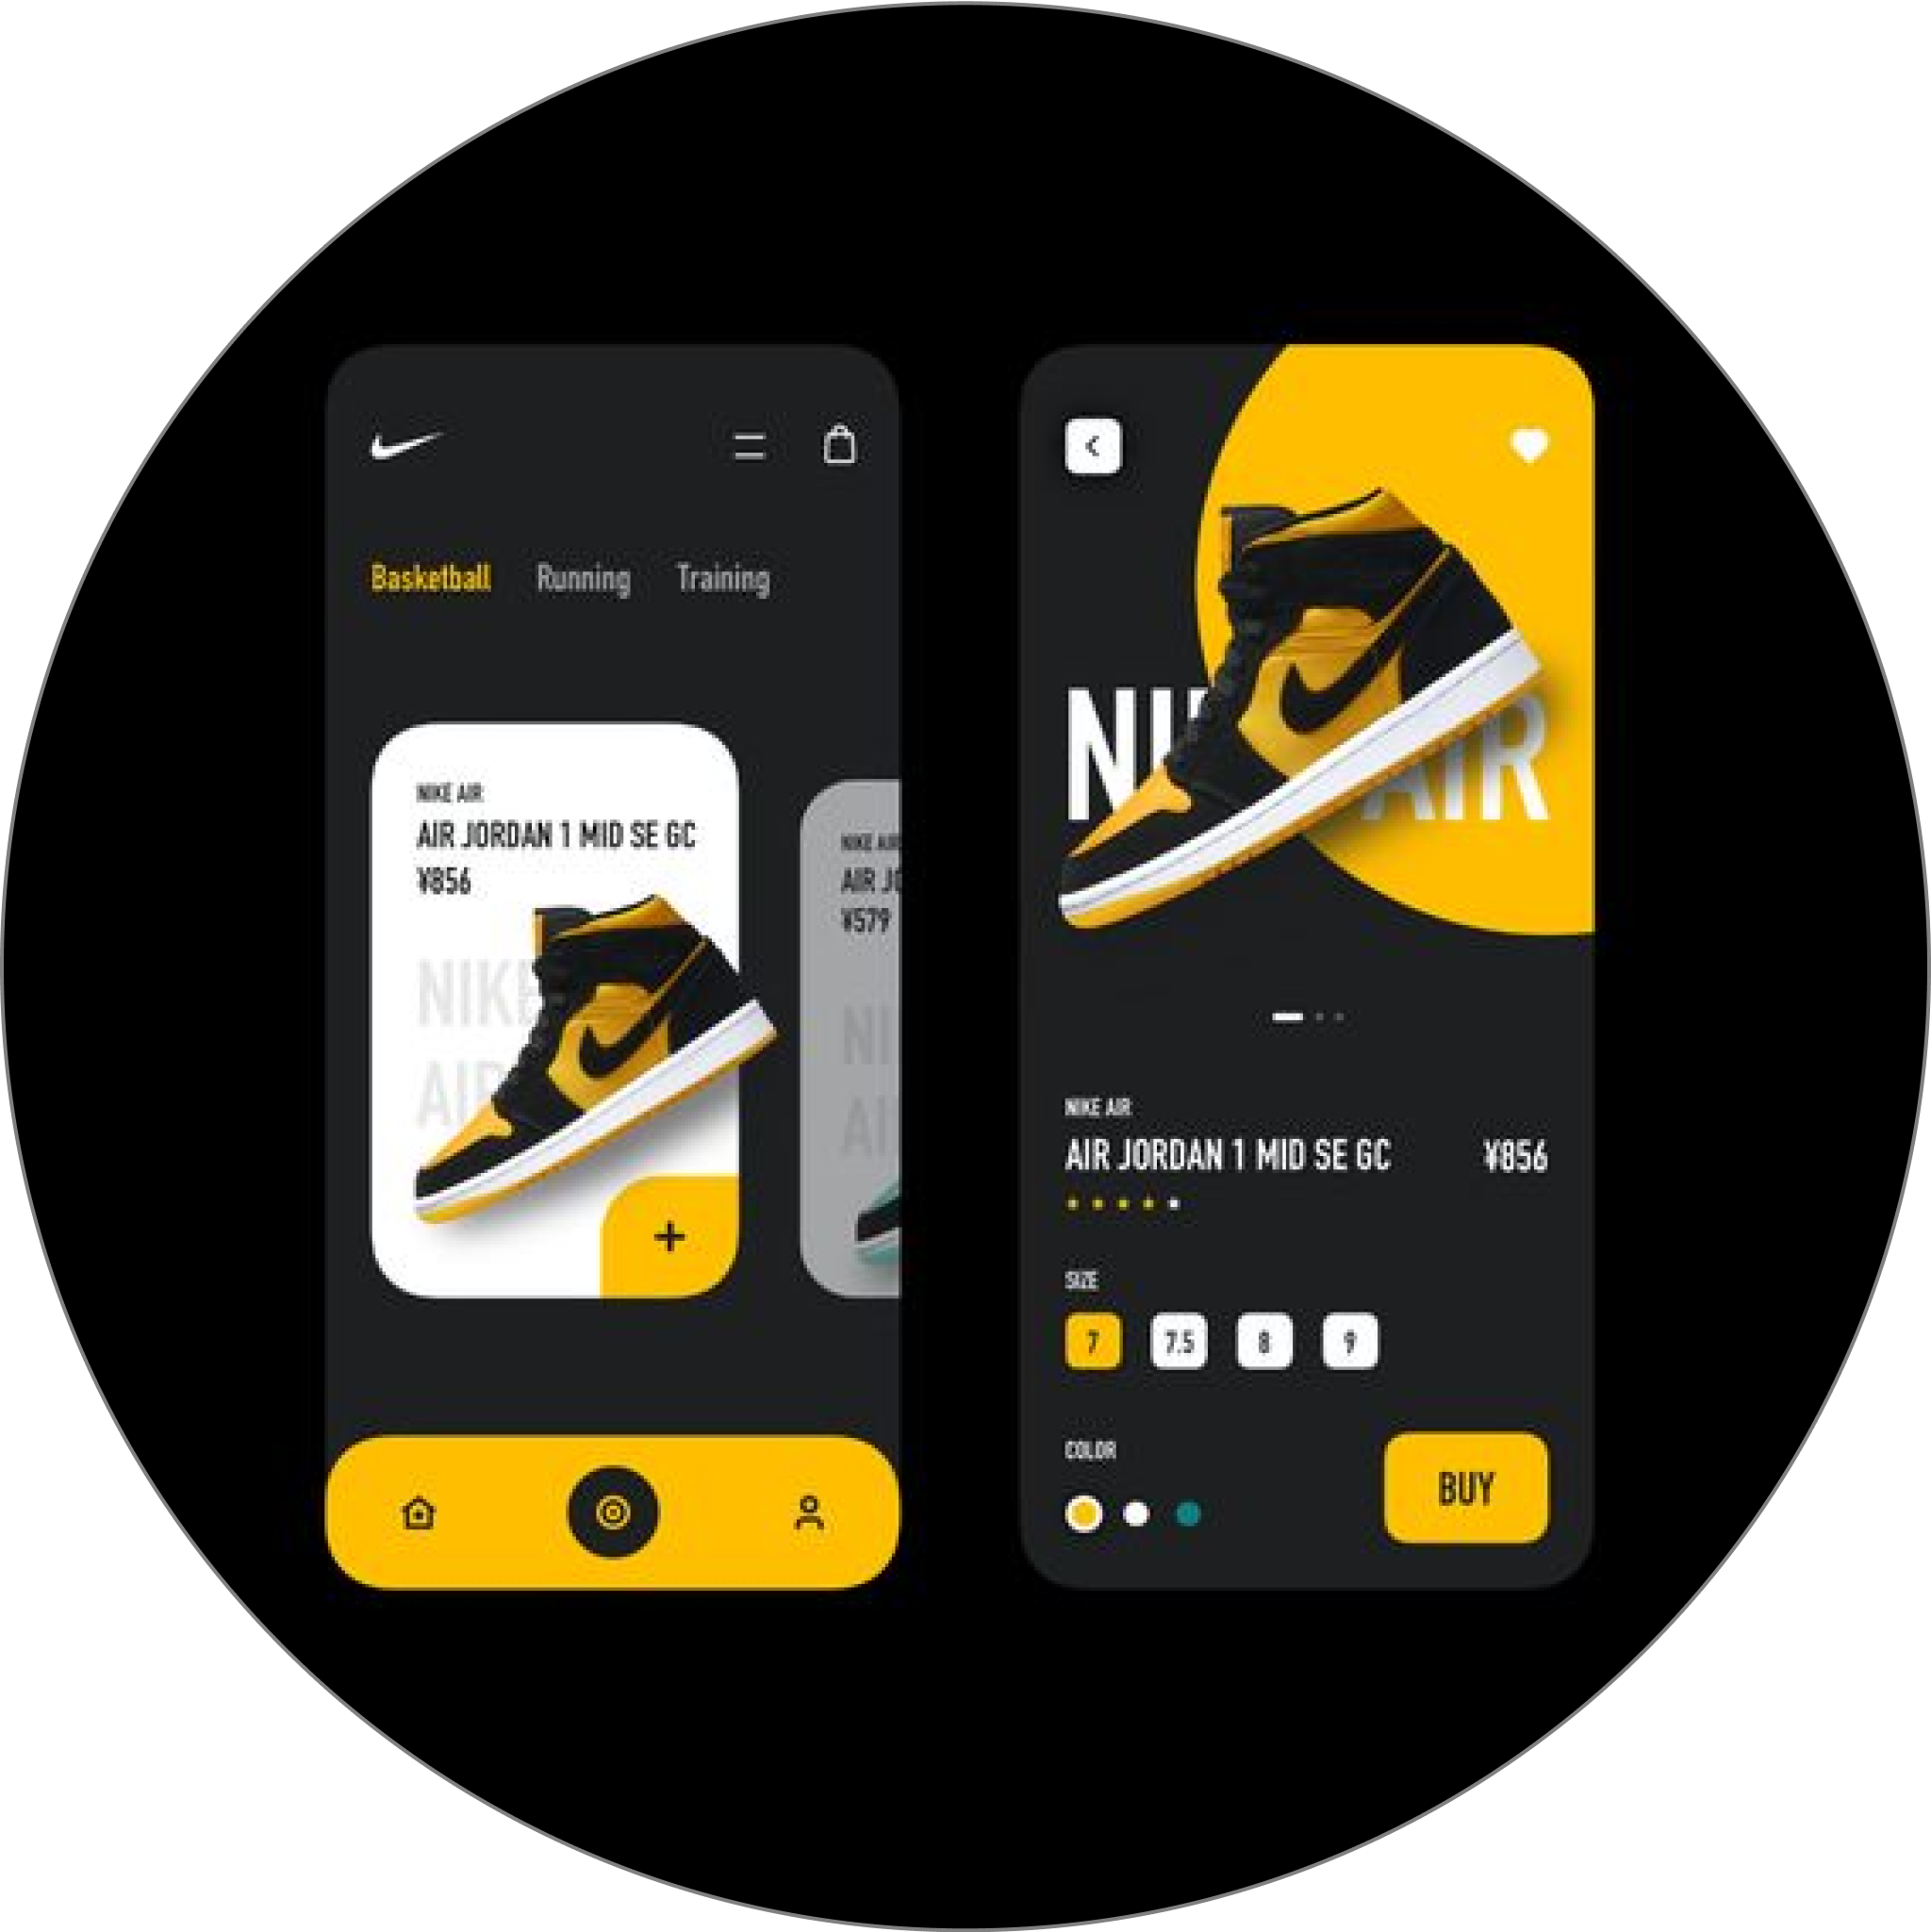 Basketball Running Training
NIKE AIR
AIR JORDAN 1 MID SE GC
¥856
NIKE
AIR
+
NIKE AIR
AIR JO
¥579
NI
AI
NI AIR
NIKE AIR
AIR JORDAN 1 MID SE GC ¥856
SIZE
7 7.5 8 9
COLOR
BUY